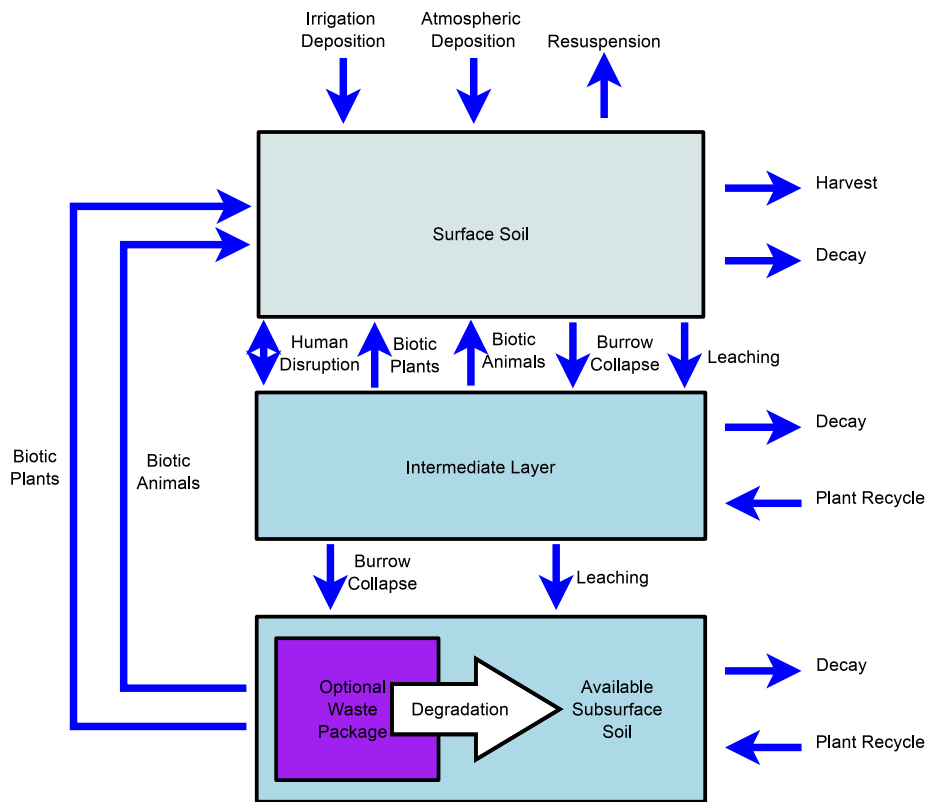 Irrigation
Deposition
Atmospheric
Deposition
Resuspension
Harvest
Surface Soil
Decay
Human
Disruption
Biotic
Plants
Biotic
Animals
Burrow
Collapse
Leaching
Decay
Biotic
Plants
Biotic
Animals
Intermediate Layer
Plant Recycle
Burrow
Collapse
Leaching
Decay
Optional
Waste
Package
Degradation
Available
Subsurface
Soil
Plant Recycle